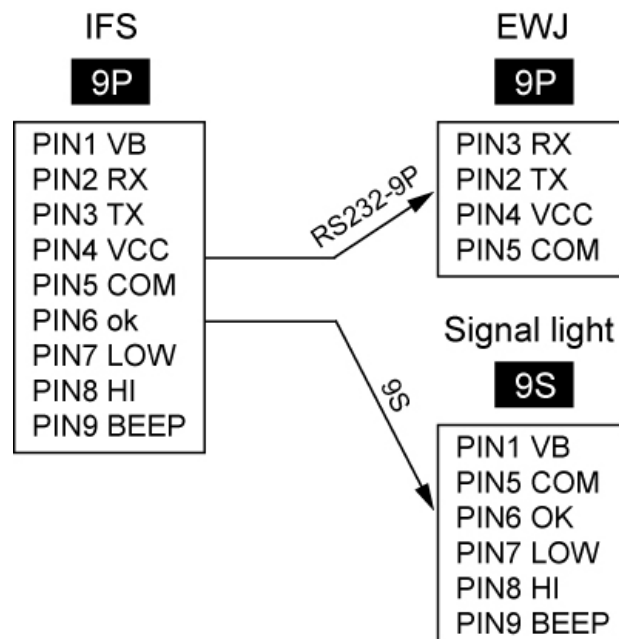 IFS
9P
PIN1 VB
PIN2 RX
PIN3 TX
PIN4 VCC
PIN5 COM
PIN6 ok
PIN7 LOW
PIN8 HI
PIN9 BEEP
RS232-9P
9S
EWJ
9P
PIN3 RX
PIN2 TX
PIN4 VCC
PIN5 COM
Signal light
9S
PIN1 VB
PIN5 COM
PIN6 OK
PIN7 LOW
PIN8 HI
PIN9 BEEP